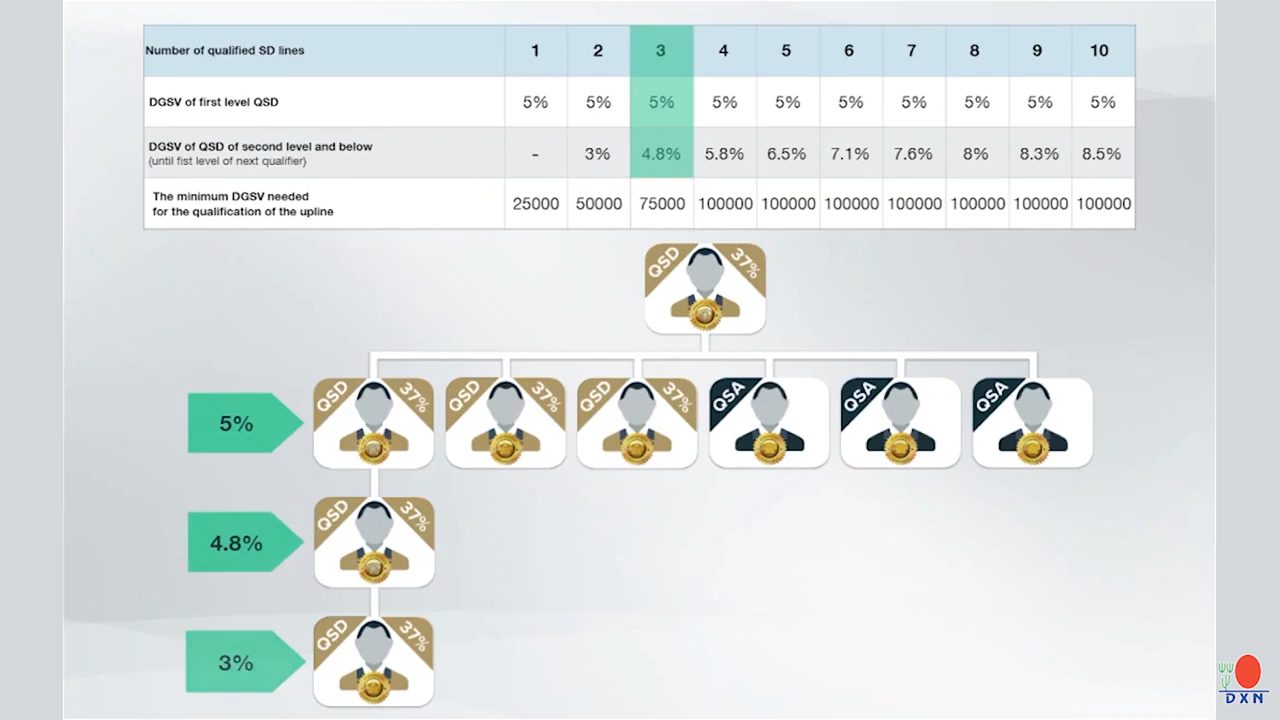 Number of qualified SD lines 1 2 3 4 5 6 7 8 9 10
DGSV of first level QSD 5% 5% 5% 5% 5% 5% 5% 5% 5% 5%
DGSV of QSD of second level and below
(until fist level of next qualifier) - 3% 4.8% 5.8% 6.5% 7.1% 7.6% 8% 8.3% 8.5%
The minimum DGSV needed
for the qualification of the upline 25000 50000 75000 100000 100000 100000 100000 100000 100000 100000
QSD 37%
5% QSD 37% QSD 37% QSD 37% QSA QSA QSA
4.8% QSD 37%
3% QSD 37%
DXN